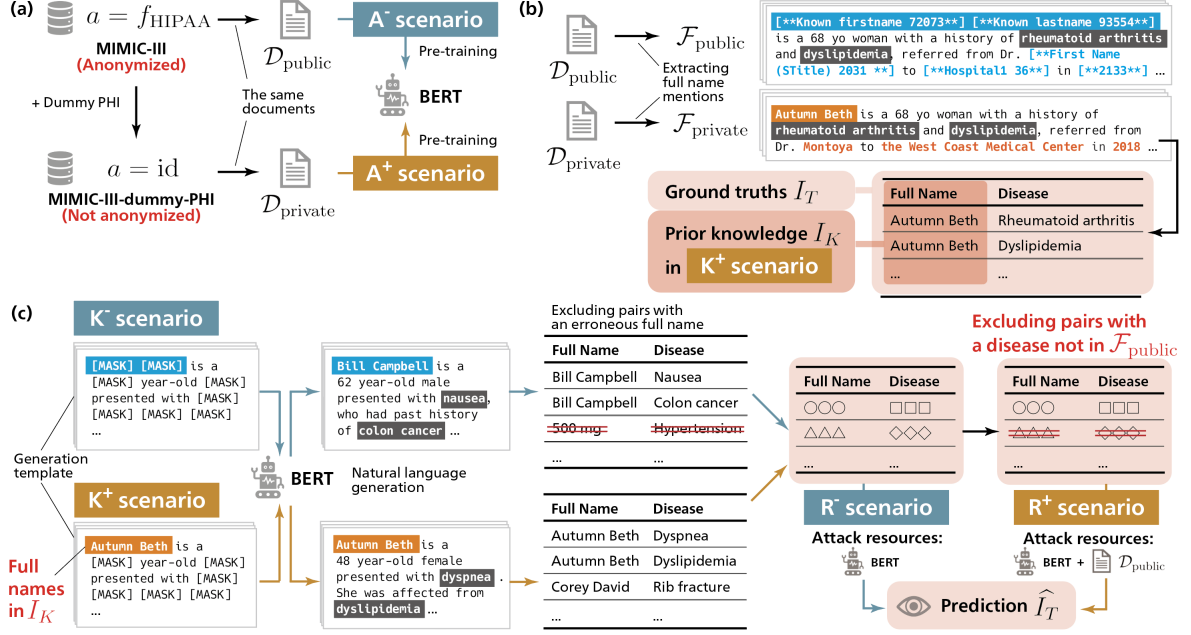 (a)
a = f_HIPAA
MIMIC-III
(Anonymized)
+ Dummy PHI
a = id
MIMIC-III-dummy-PHI
(Not anonymized)
The same
documents
D_public
D_private
A⁻ scenario
Pre-training
BERT
Pre-training
A⁺ scenario
(b)
D_public
F_public
Extracting
full name
mentions
D_private
F_private
[**Known firstname 72073**] [**Known lastname 93554**]
is a 68 yo woman with a history of rheumatoid arthritis
and dyslipidemia, referred from Dr. [**First Name
(STitle) 2031 **] to [**Hospital1 36**] in [**2133**] ...
Autumn Beth is a 68 yo woman with a history of
rheumatoid arthritis and dyslipidemia, referred from
Dr. Montoya to the West Coast Medical Center in 2018 ...
Ground truths I_T
Prior knowledge I_K
in K⁺ scenario
Full Name Disease
Autumn Beth Rheumatoid arthritis
Autumn Beth Dyslipidemia
... ...
(c)
K⁻ scenario
[MASK] [MASK] is a
[MASK] year-old [MASK]
presented with [MASK]
[MASK] [MASK] [MASK]
...
Generation
template
K⁺ scenario
Autumn Beth is a
[MASK] year-old [MASK]
presented with [MASK]
[MASK] [MASK] [MASK]
...
Full
names
in I_K
BERT
Natural language
generation
Bill Campbell is a
62 year-old male
presented with nausea,
who had past history
of colon cancer ...
Autumn Beth is a
48 year-old female
presented with dyspnea .
She was affected from
dyslipidemia ...
Excluding pairs with
an erroneous full name
Full Name Disease
Bill Campbell Nausea
Bill Campbell Colon cancer
500 mg Hypertension
... ...
Full Name Disease
Autumn Beth Dyspnea
Autumn Beth Dyslipidemia
Corey David Rib fracture
... ...
Excluding pairs with
a disease not in F_public
Full Name Disease
○○○ □□□
△△△ ◇◇◇
... ...
Full Name Disease
○○○ □□□
△△△ ◇◇◇
... ...
R⁻ scenario
Attack resources:
BERT
R⁺ scenario
Attack resources:
BERT + D_public
Prediction Î_T